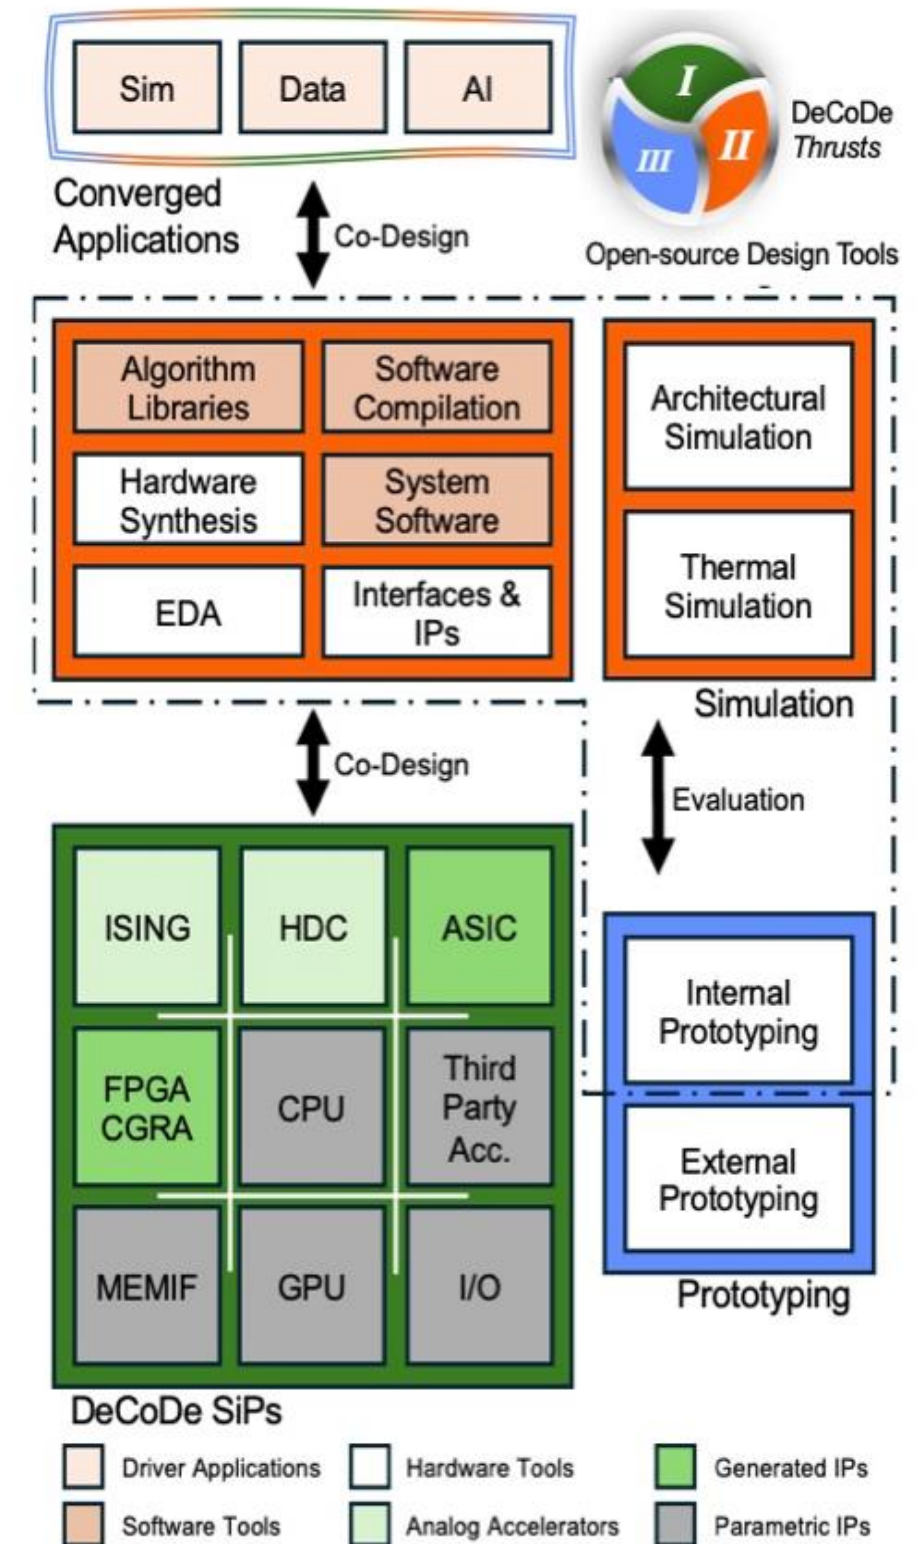 Sim
Data
AI
I
II
III
DeCoDe
Thrusts
Converged
Applications
Co-Design
Open-source Design Tools
Algorithm
Libraries
Software
Compilation
Hardware
Synthesis
System
Software
EDA
Interfaces &
IPs
Architectural
Simulation
Thermal
Simulation
Simulation
Co-Design
Evaluation
ISING
HDC
ASIC
FPGA
CGRA
CPU
Third
Party
Acc.
MEMIF
GPU
I/O
Internal
Prototyping
External
Prototyping
Prototyping
DeCoDe SiPs
Driver Applications
Hardware Tools
Generated IPs
Software Tools
Analog Accelerators
Parametric IPs